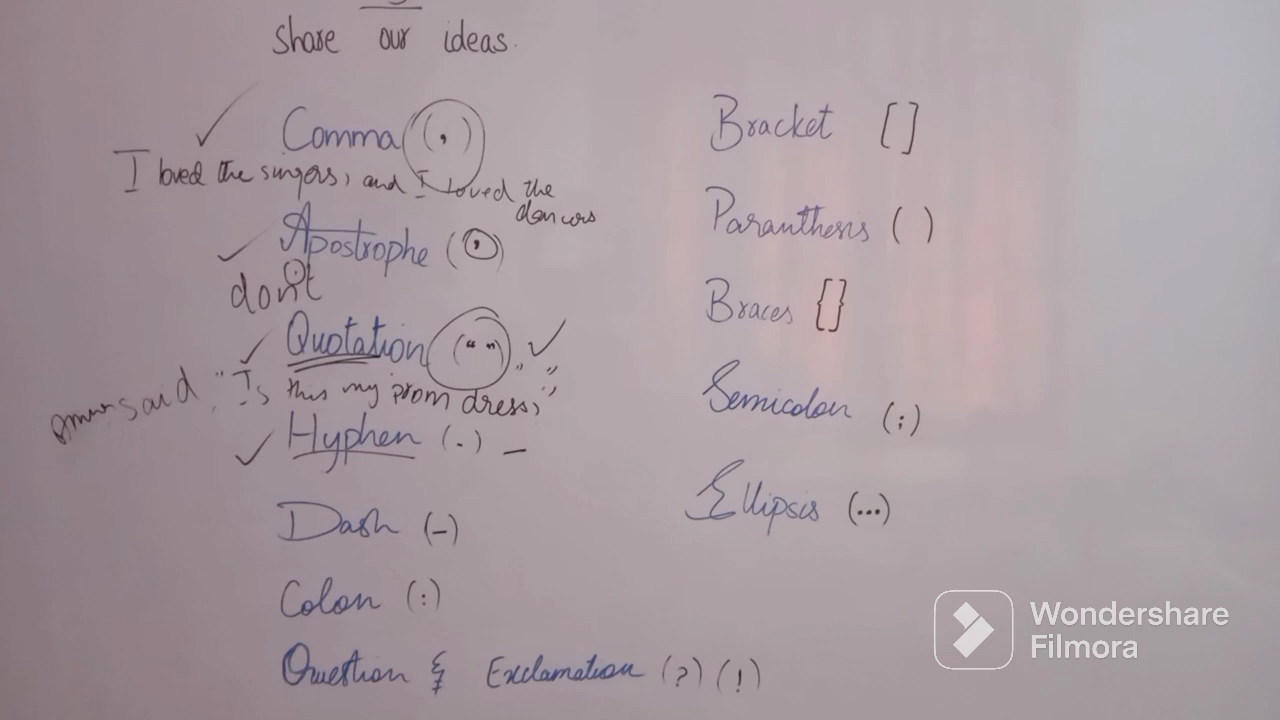 share our ideas.
Comma ( , )
I loved the singers, and I loved the
dancers
Apostrophe ( ' )
don't
Quotation (“ ”)
said "Is this my prom dress,"
Hyphen (-) –
Dash (–)
Colon (:)
Question & Exclamation (?) (!)
Bracket []
Paranthesis ( )
Braces {}
Semicolon (;)
Ellipsis (...)
Wondershare
Filmora